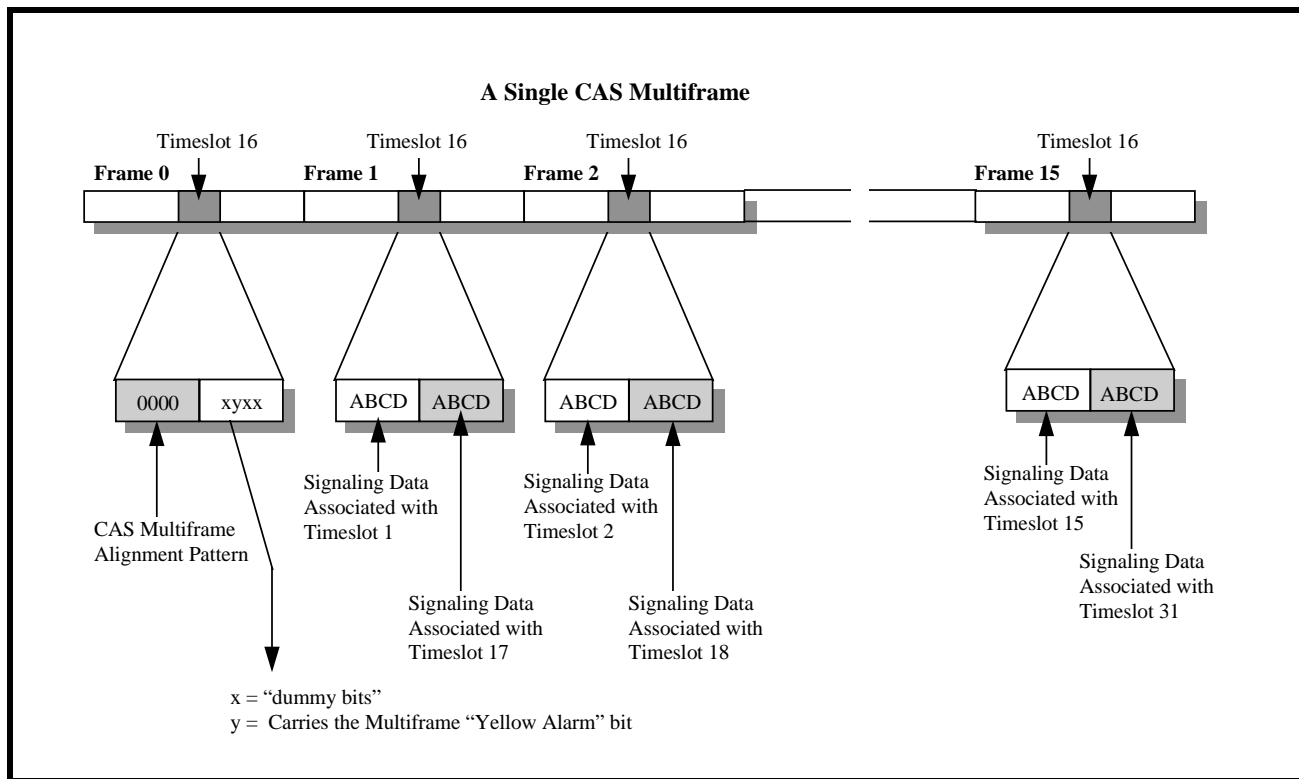 A Single CAS Multiframe
Timeslot 16
Timeslot 16
Timeslot 16
Timeslot 16
Frame 0
Frame 1
Frame 2
Frame 15
0000
xyxx
ABCD
ABCD
ABCD
ABCD
ABCD
ABCD
CAS Multiframe
Alignment Pattern
Signaling Data
Associated with
Timeslot 1
Signaling Data
Associated with
Timeslot 17
Signaling Data
Associated with
Timeslot 2
Signaling Data
Associated with
Timeslot 18
Signaling Data
Associated with
Timeslot 15
Signaling Data
Associated with
Timeslot 31
x = “dummy bits”
y = Carries the Multiframe “Yellow Alarm” bit